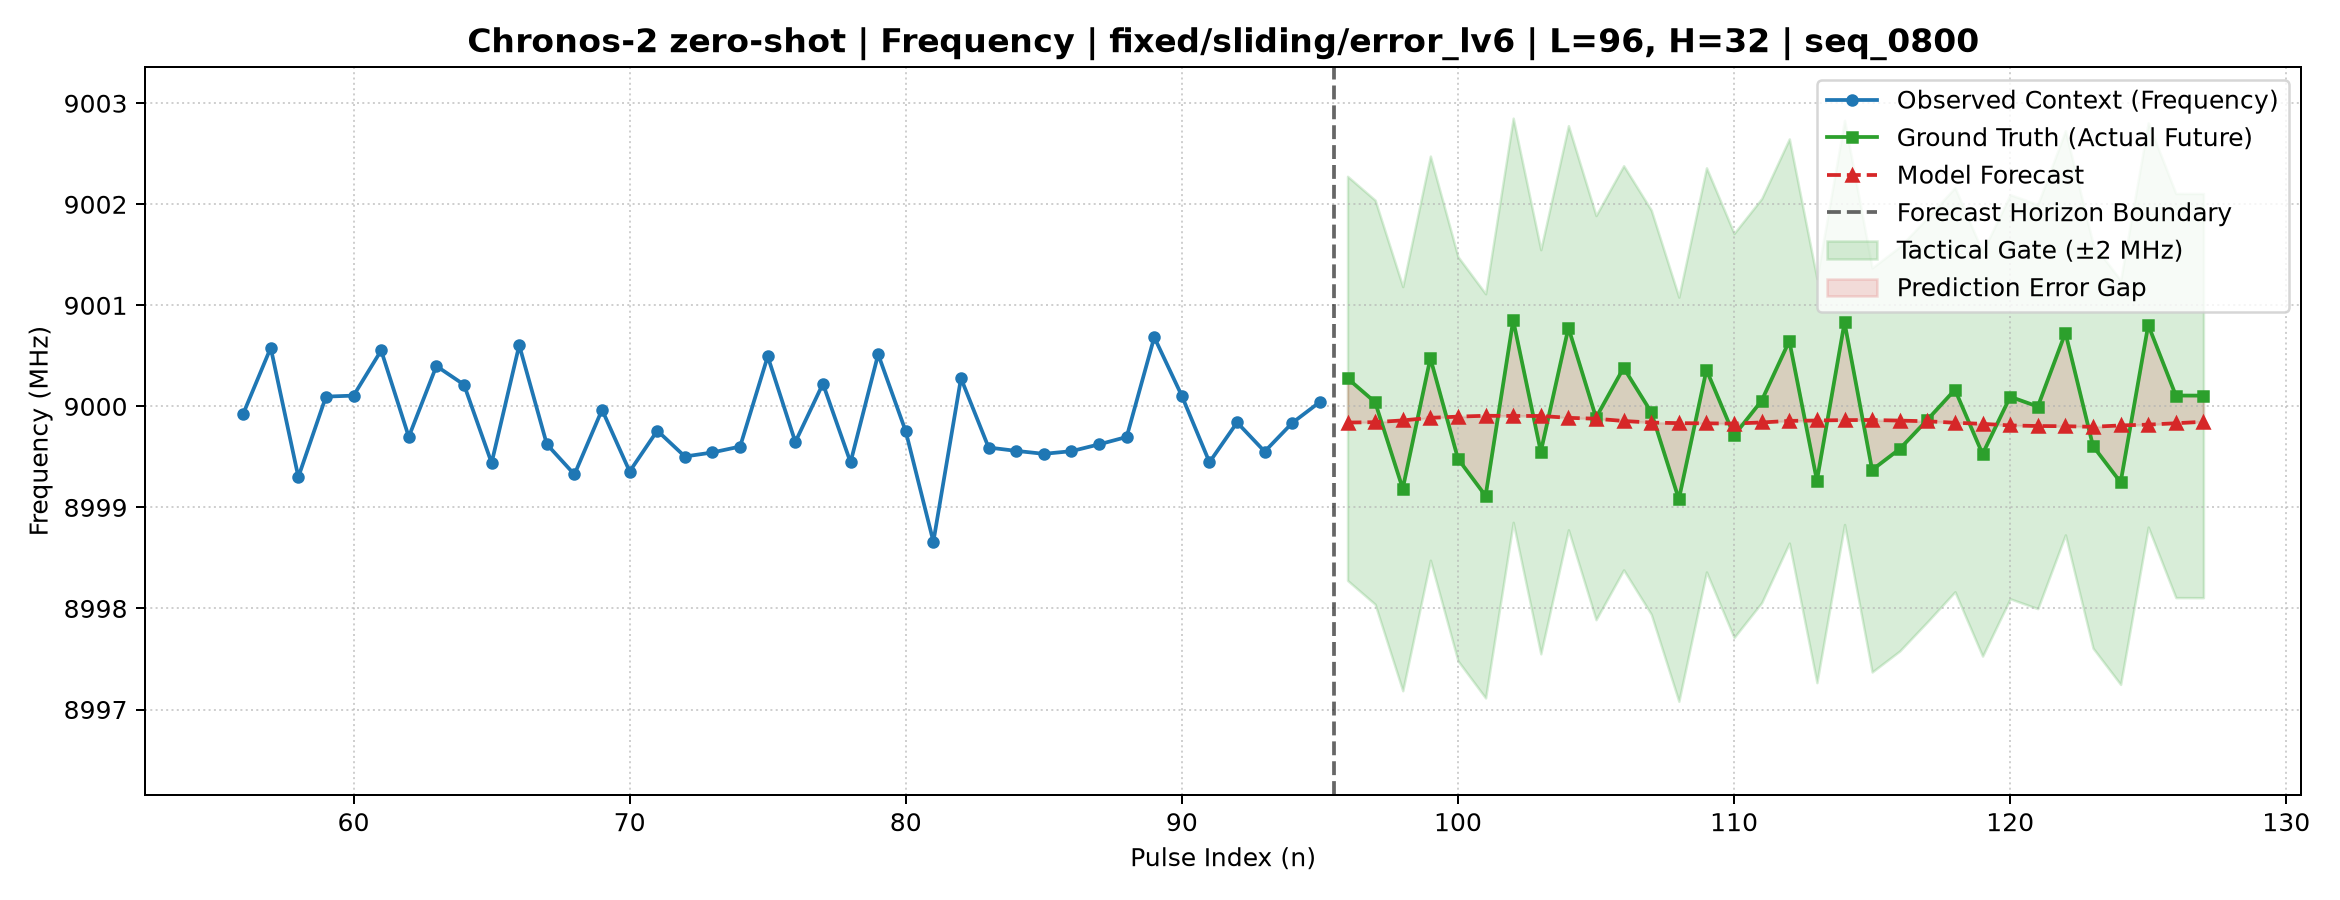 Chronos-2 zero-shot | Frequency | fixed/sliding/error_lv6 | L=96, H=32 | seq_0800
Frequency (MHz)
9003
9002
9001
9000
8999
8998
8997
Observed Context (Frequency)
Ground Truth (Actual Future)
Model Forecast
Forecast Horizon Boundary
Tactical Gate (±2 MHz)
Prediction Error Gap
60 70 80 90 100 110 120 130
Pulse Index (n)